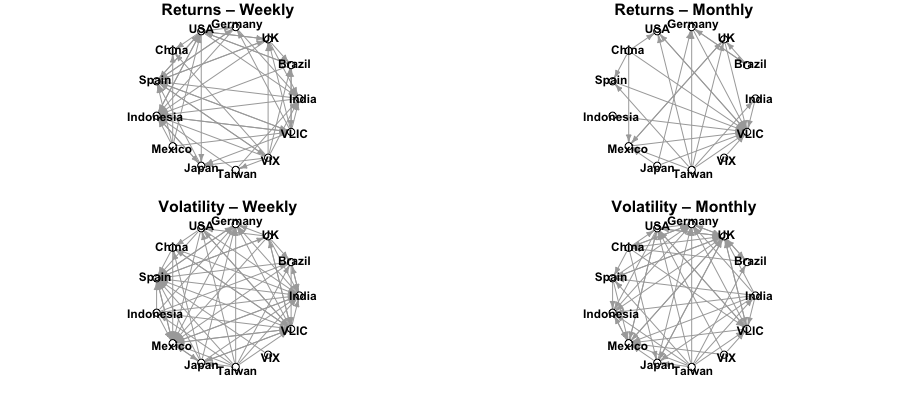 Returns – Weekly
Germany
USA
UK
China
Brazil
Spain
India
Indonesia
VLIC
Mexico
VIX
Japan
Taiwan
Returns – Monthly
Germany
USA
UK
China
Brazil
Spain
India
Indonesia
VLIC
Mexico
VIX
Japan
Taiwan
Volatility – Weekly
Germany
USA
UK
China
Brazil
Spain
India
Indonesia
VLIC
Mexico
VIX
Japan
Taiwan
Volatility – Monthly
Germany
USA
UK
China
Brazil
Spain
India
Indonesia
VLIC
Mexico
VIX
Japan
Taiwan